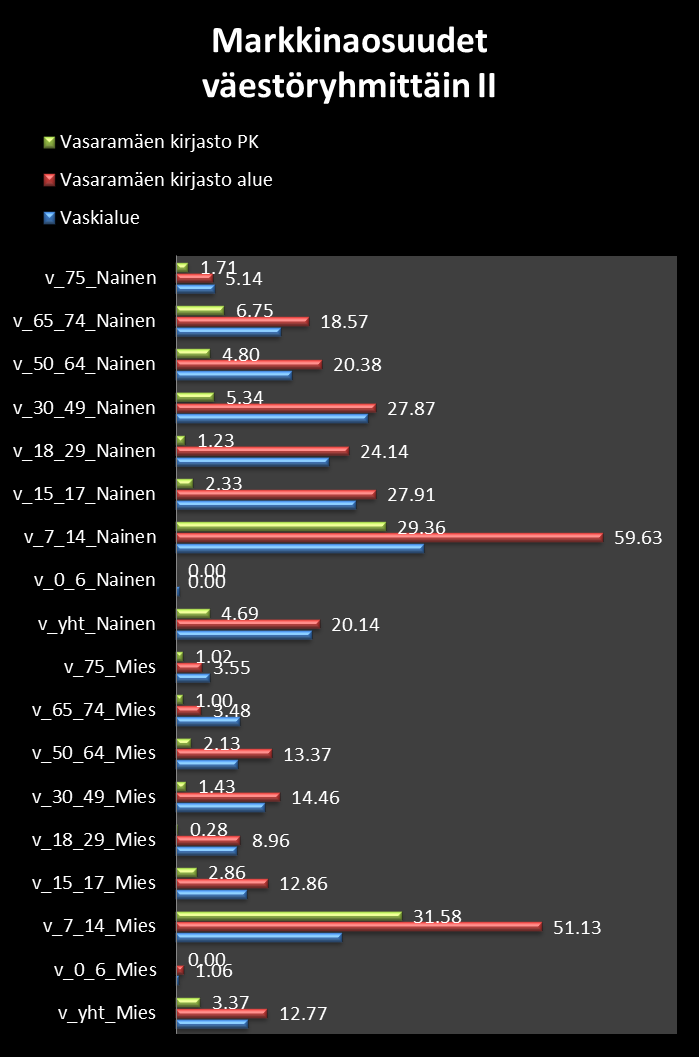 Markkinaosuudet
väestöryhmittäin II
Vasaramäen kirjasto PK
Vasaramäen kirjasto alue
Vaskialue
v_75_Nainen 1.71 5.14
v_65_74_Nainen 6.75 18.57
v_50_64_Nainen 4.80 20.38
v_30_49_Nainen 5.34 27.87
v_18_29_Nainen 1.23 24.14
v_15_17_Nainen 2.33 27.91
v_7_14_Nainen 29.36 59.63
v_0_6_Nainen 0.00 0.00
v_yht_Nainen 4.69 20.14
v_75_Mies 1.02 3.55
v_65_74_Mies 1.00 3.48
v_50_64_Mies 2.13 13.37
v_30_49_Mies 1.43 14.46
v_18_29_Mies 0.28 8.96
v_15_17_Mies 2.86 12.86
v_7_14_Mies 31.58 51.13
v_0_6_Mies 0.00 1.06
v_yht_Mies 3.37 12.77